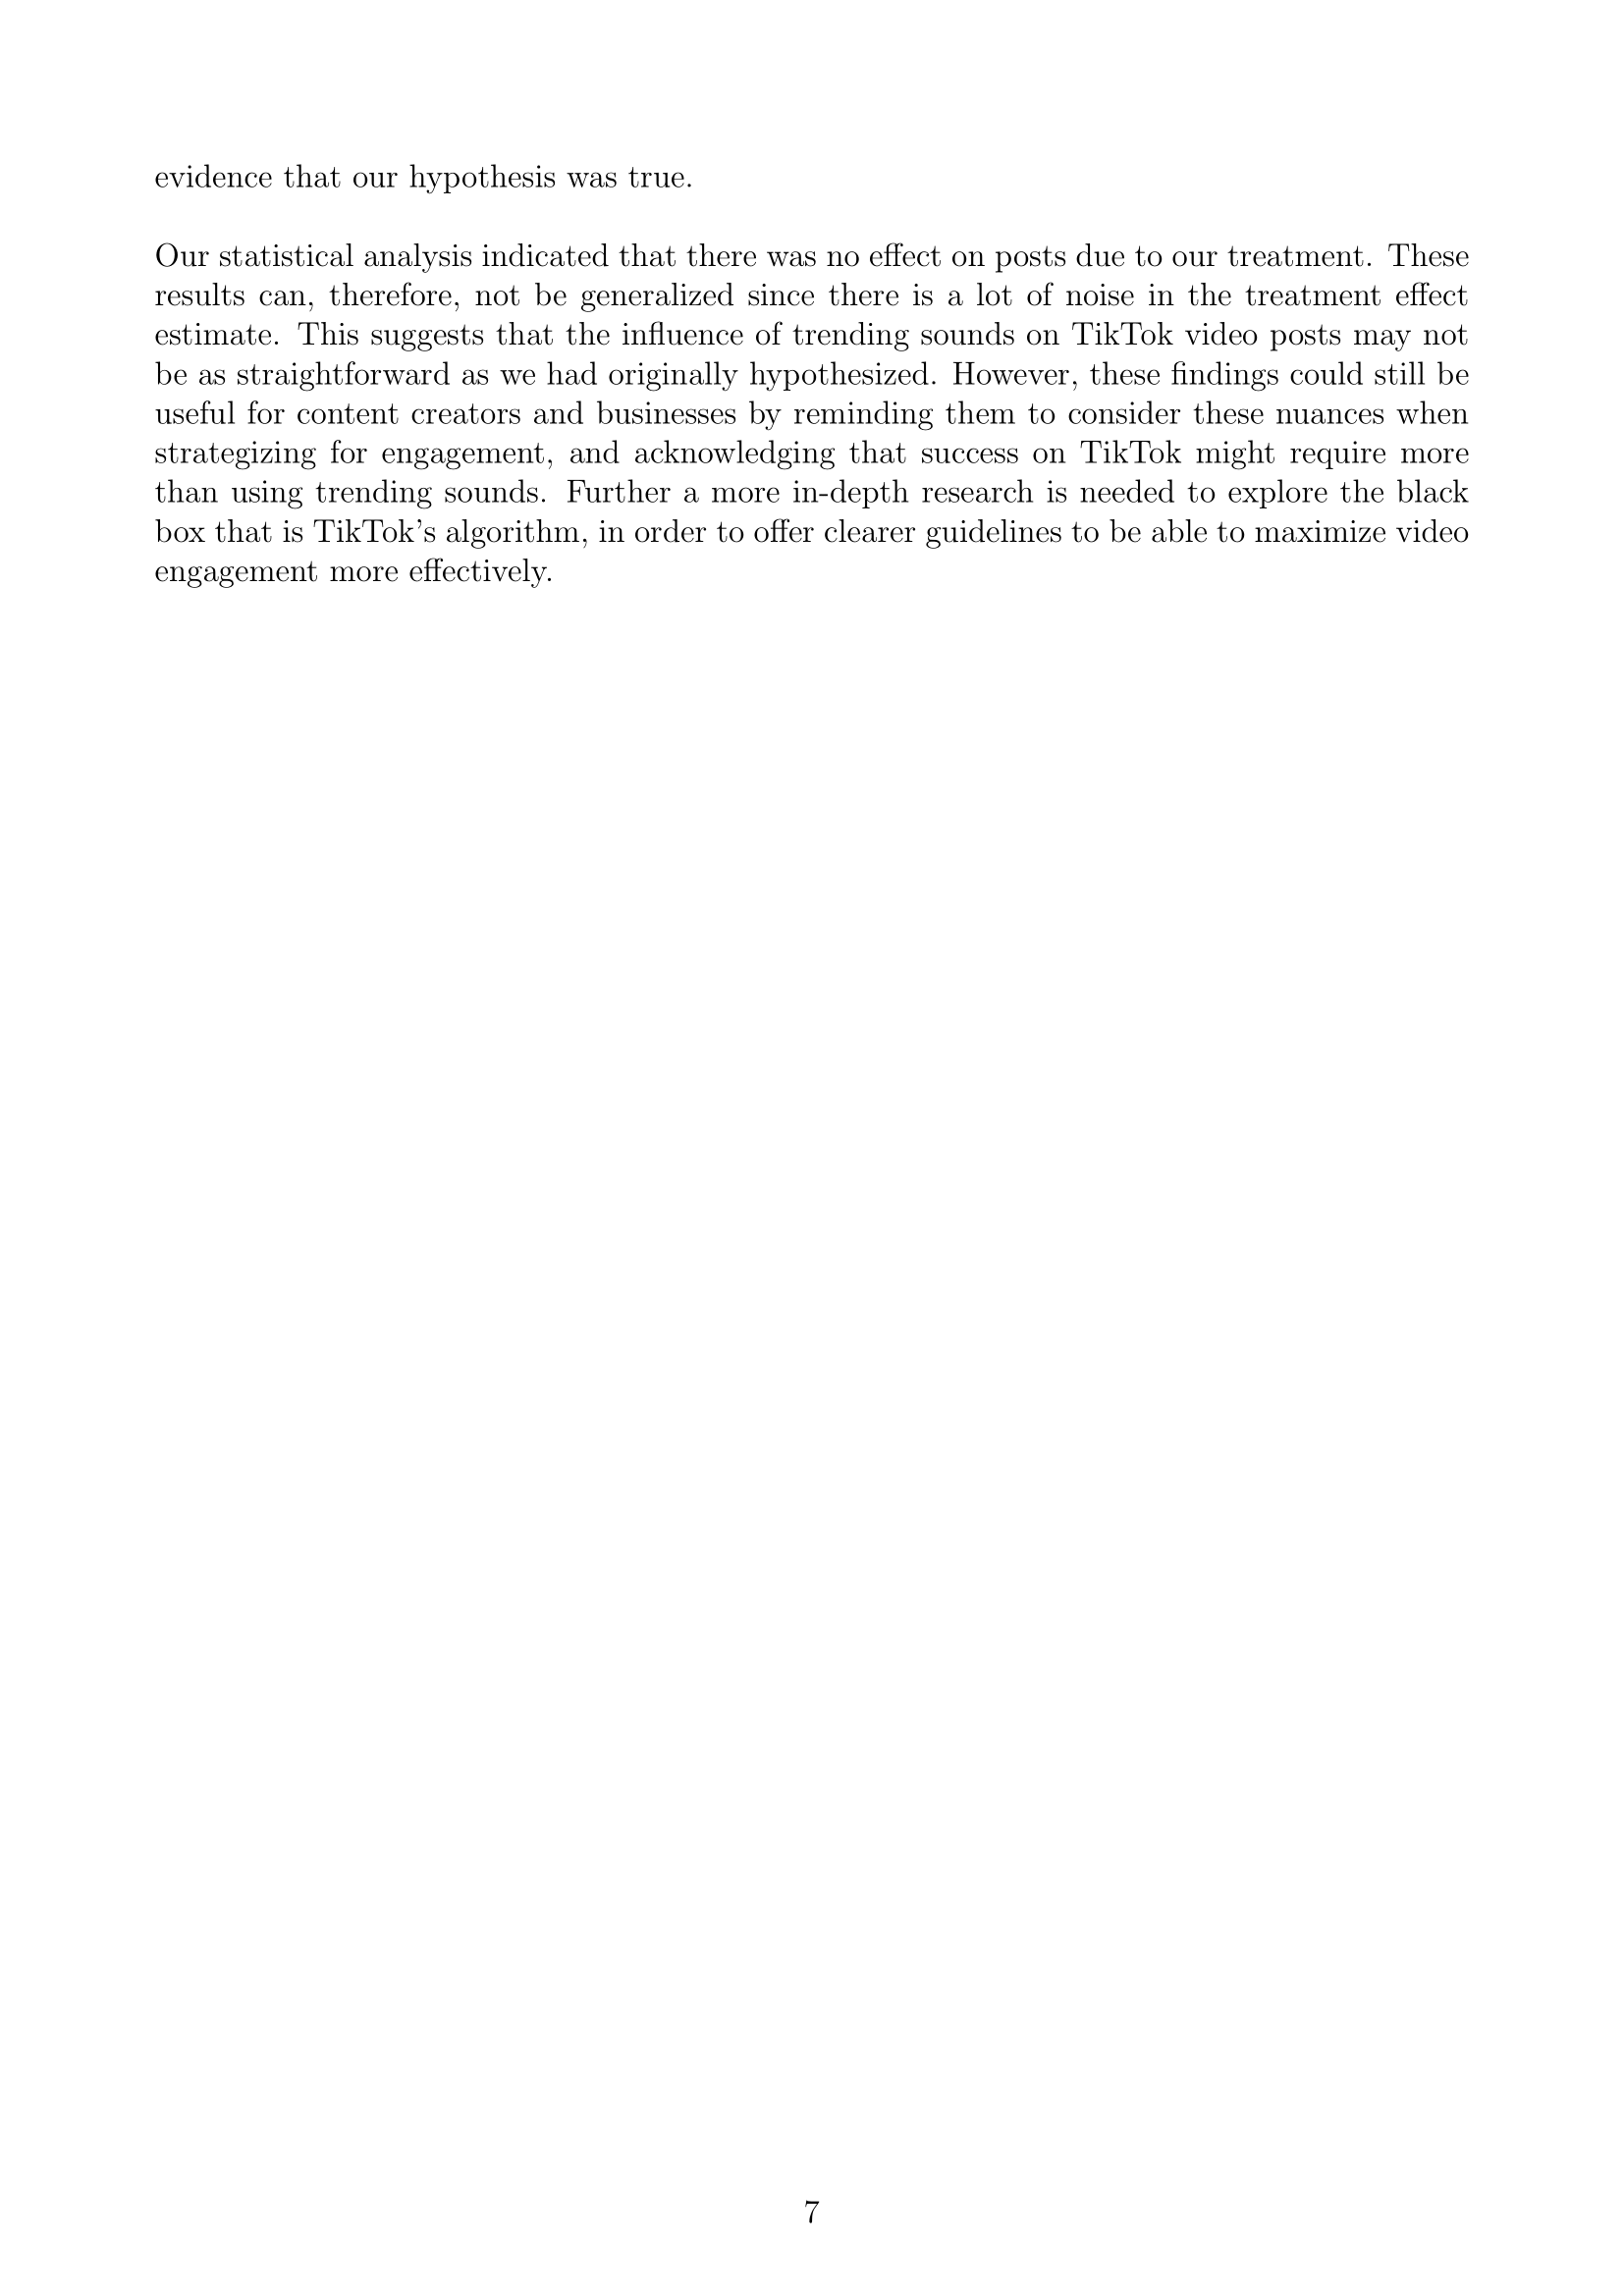 evidence that our hypothesis was true.
Our statistical analysis indicated that there was no effect on posts due to our treatment. These
results can, therefore, not be generalized since there is a lot of noise in the treatment effect
estimate. This suggests that the influence of trending sounds on TikTok video posts may not
be as straightforward as we had originally hypothesized. However, these findings could still be
useful for content creators and businesses by reminding them to consider these nuances when
strategizing for engagement, and acknowledging that success on TikTok might require more
than using trending sounds. Further a more in-depth research is needed to explore the black
box that is TikTok's algorithm, in order to offer clearer guidelines to be able to maximize video
engagement more effectively.
7